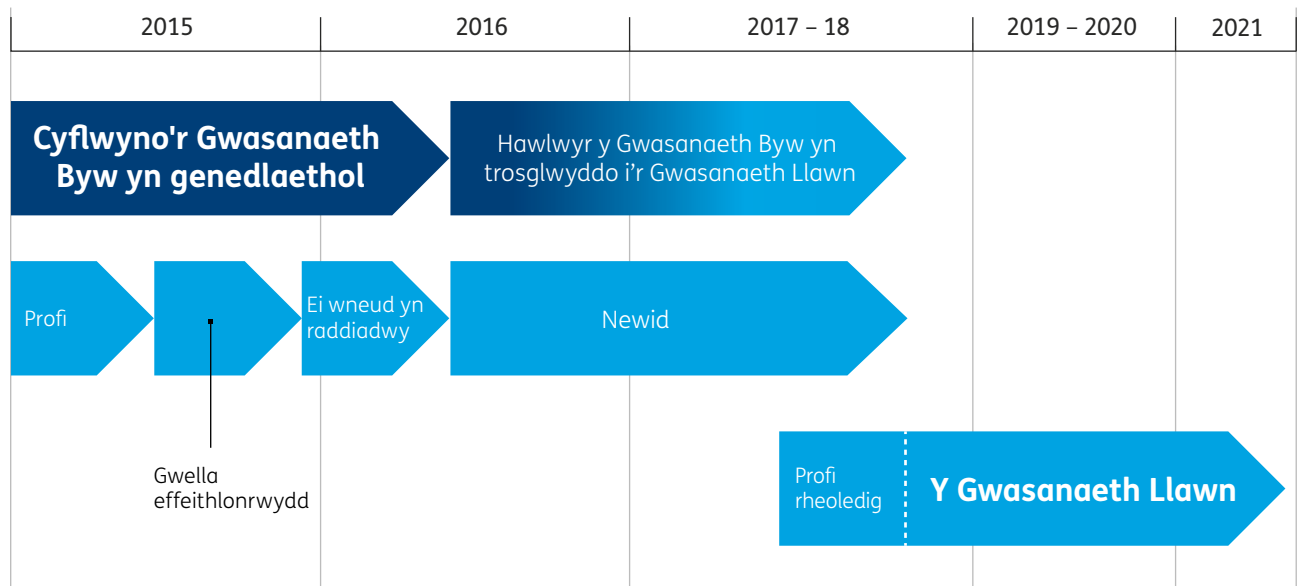 2015
2016
2017 – 18
2019 – 2020
2021
Cyflwyno'r Gwasanaeth
Byw yn genedlaethol
Hawlwyr y Gwasanaeth Byw yn
trosglwyddo i’r Gwasanaeth Llawn
Profi
Ei wneud yn
raddiadwy
Newid
Gwella
effeithlonrwydd
Profi
rheoledig
Y Gwasanaeth Llawn